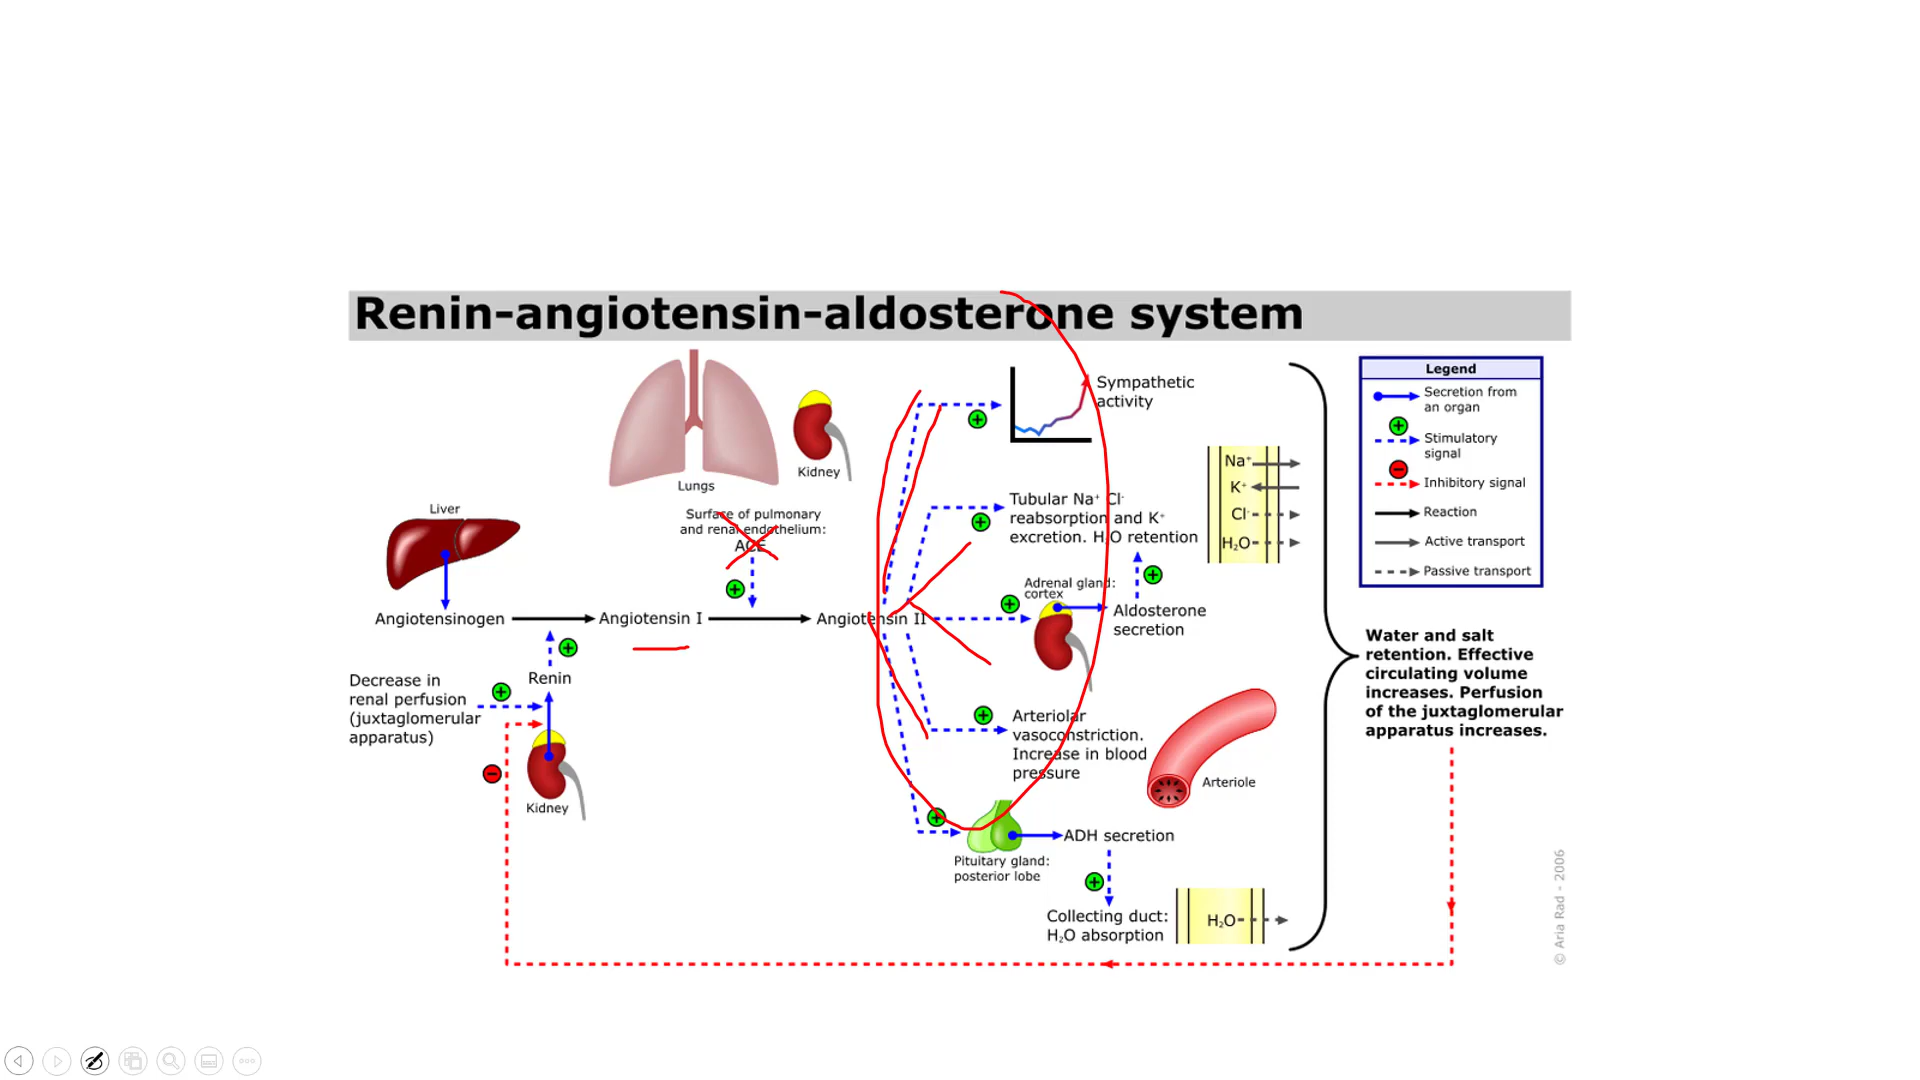 Renin-angiotensin-aldosterone system
Lungs
Kidney
Surface of pulmonary
and renal endothelium:
ACE
Liver
Angiotensinogen
Angiotensin I
Angiotensin II
Renin
Decrease in
renal perfusion
(juxtaglomerular
apparatus)
Kidney
Sympathetic
activity
Tubular Na⁺ Cl⁻
reabsorption and K⁺
excretion. H₂O retention
Adrenal gland:
cortex
Aldosterone
secretion
Arteriolar
vasoconstriction.
Increase in blood
pressure
Arteriole
Pituitary gland:
posterior lobe
ADH secretion
Collecting duct:
H₂O absorption
H₂O
Na⁺
K⁺
Cl⁻
H₂O
Legend
Secretion from
an organ
Stimulatory
signal
Inhibitory signal
Reaction
Active transport
Passive transport
Water and salt
retention. Effective
circulating volume
increases. Perfusion
of the juxtaglomerular
apparatus increases.
© Aria Rad - 2006